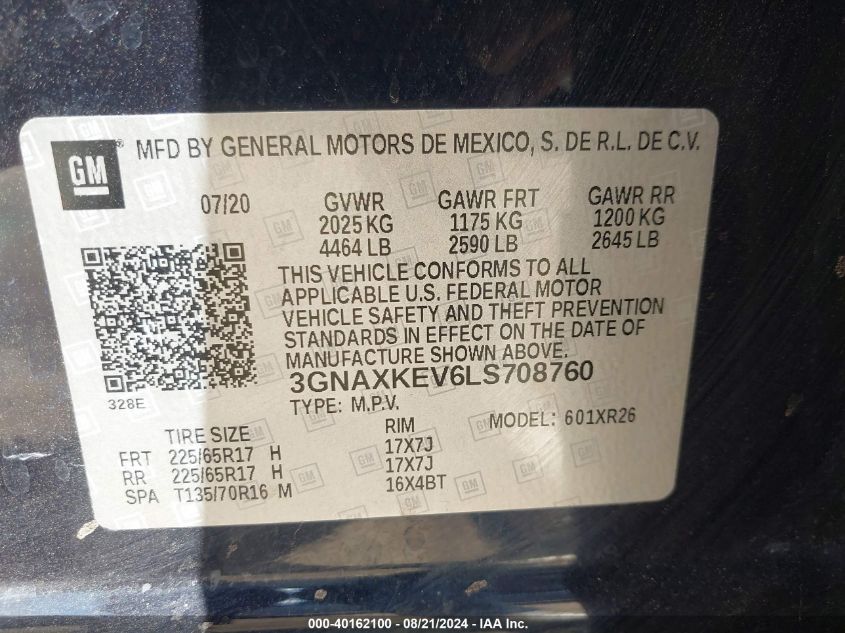 GM
MFD BY GENERAL MOTORS DE MEXICO, S. DE R.L. DE C.V.
07/20 GVWR GAWR FRT GAWR RR
2025 KG 1175 KG 1200 KG
4464 LB 2590 LB 2645 LB
THIS VEHICLE CONFORMS TO ALL
APPLICABLE U.S. FEDERAL MOTOR
VEHICLE SAFETY AND THEFT PREVENTION
STANDARDS IN EFFECT ON THE DATE OF
MANUFACTURE SHOWN ABOVE.
3GNAXKEV6LS708760
328E
TYPE: M.P.V. MODEL: 601XR26
TIRE SIZE RIM
FRT 225/65R17 H 17X7J
RR 225/65R17 H 17X7J
SPA T135/70R16 M 16X4BT
000-40162100 - 08/21/2024 - IAA Inc.